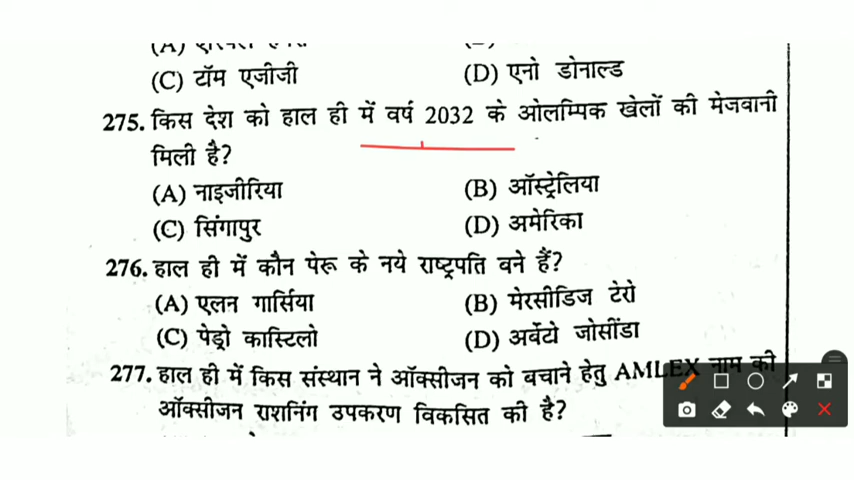 (C) टॉम एजीजी (D) एनो डोनाल्ड
275. किस देश को हाल ही में वर्ष 2032 के ओलम्पिक खेलों की मेजवानी
मिली है?
(A) नाइजीरिया (B) ऑस्ट्रेलिया
(C) सिंगापुर (D) अमेरिका
276. हाल ही में कौन पेरू के नये राष्ट्रपति बने हैं?
(A) एलन गार्सिया (B) मेरसीडिज टेरो
(C) पेड्रो कास्टिलो (D) अर्वेटो जोसींडा
277. हाल ही में किस संस्थान ने ऑक्सीजन को बचाने हेतु AMLEX नाम की
ऑक्सीजन राशनिंग उपकरण विकसित की है?